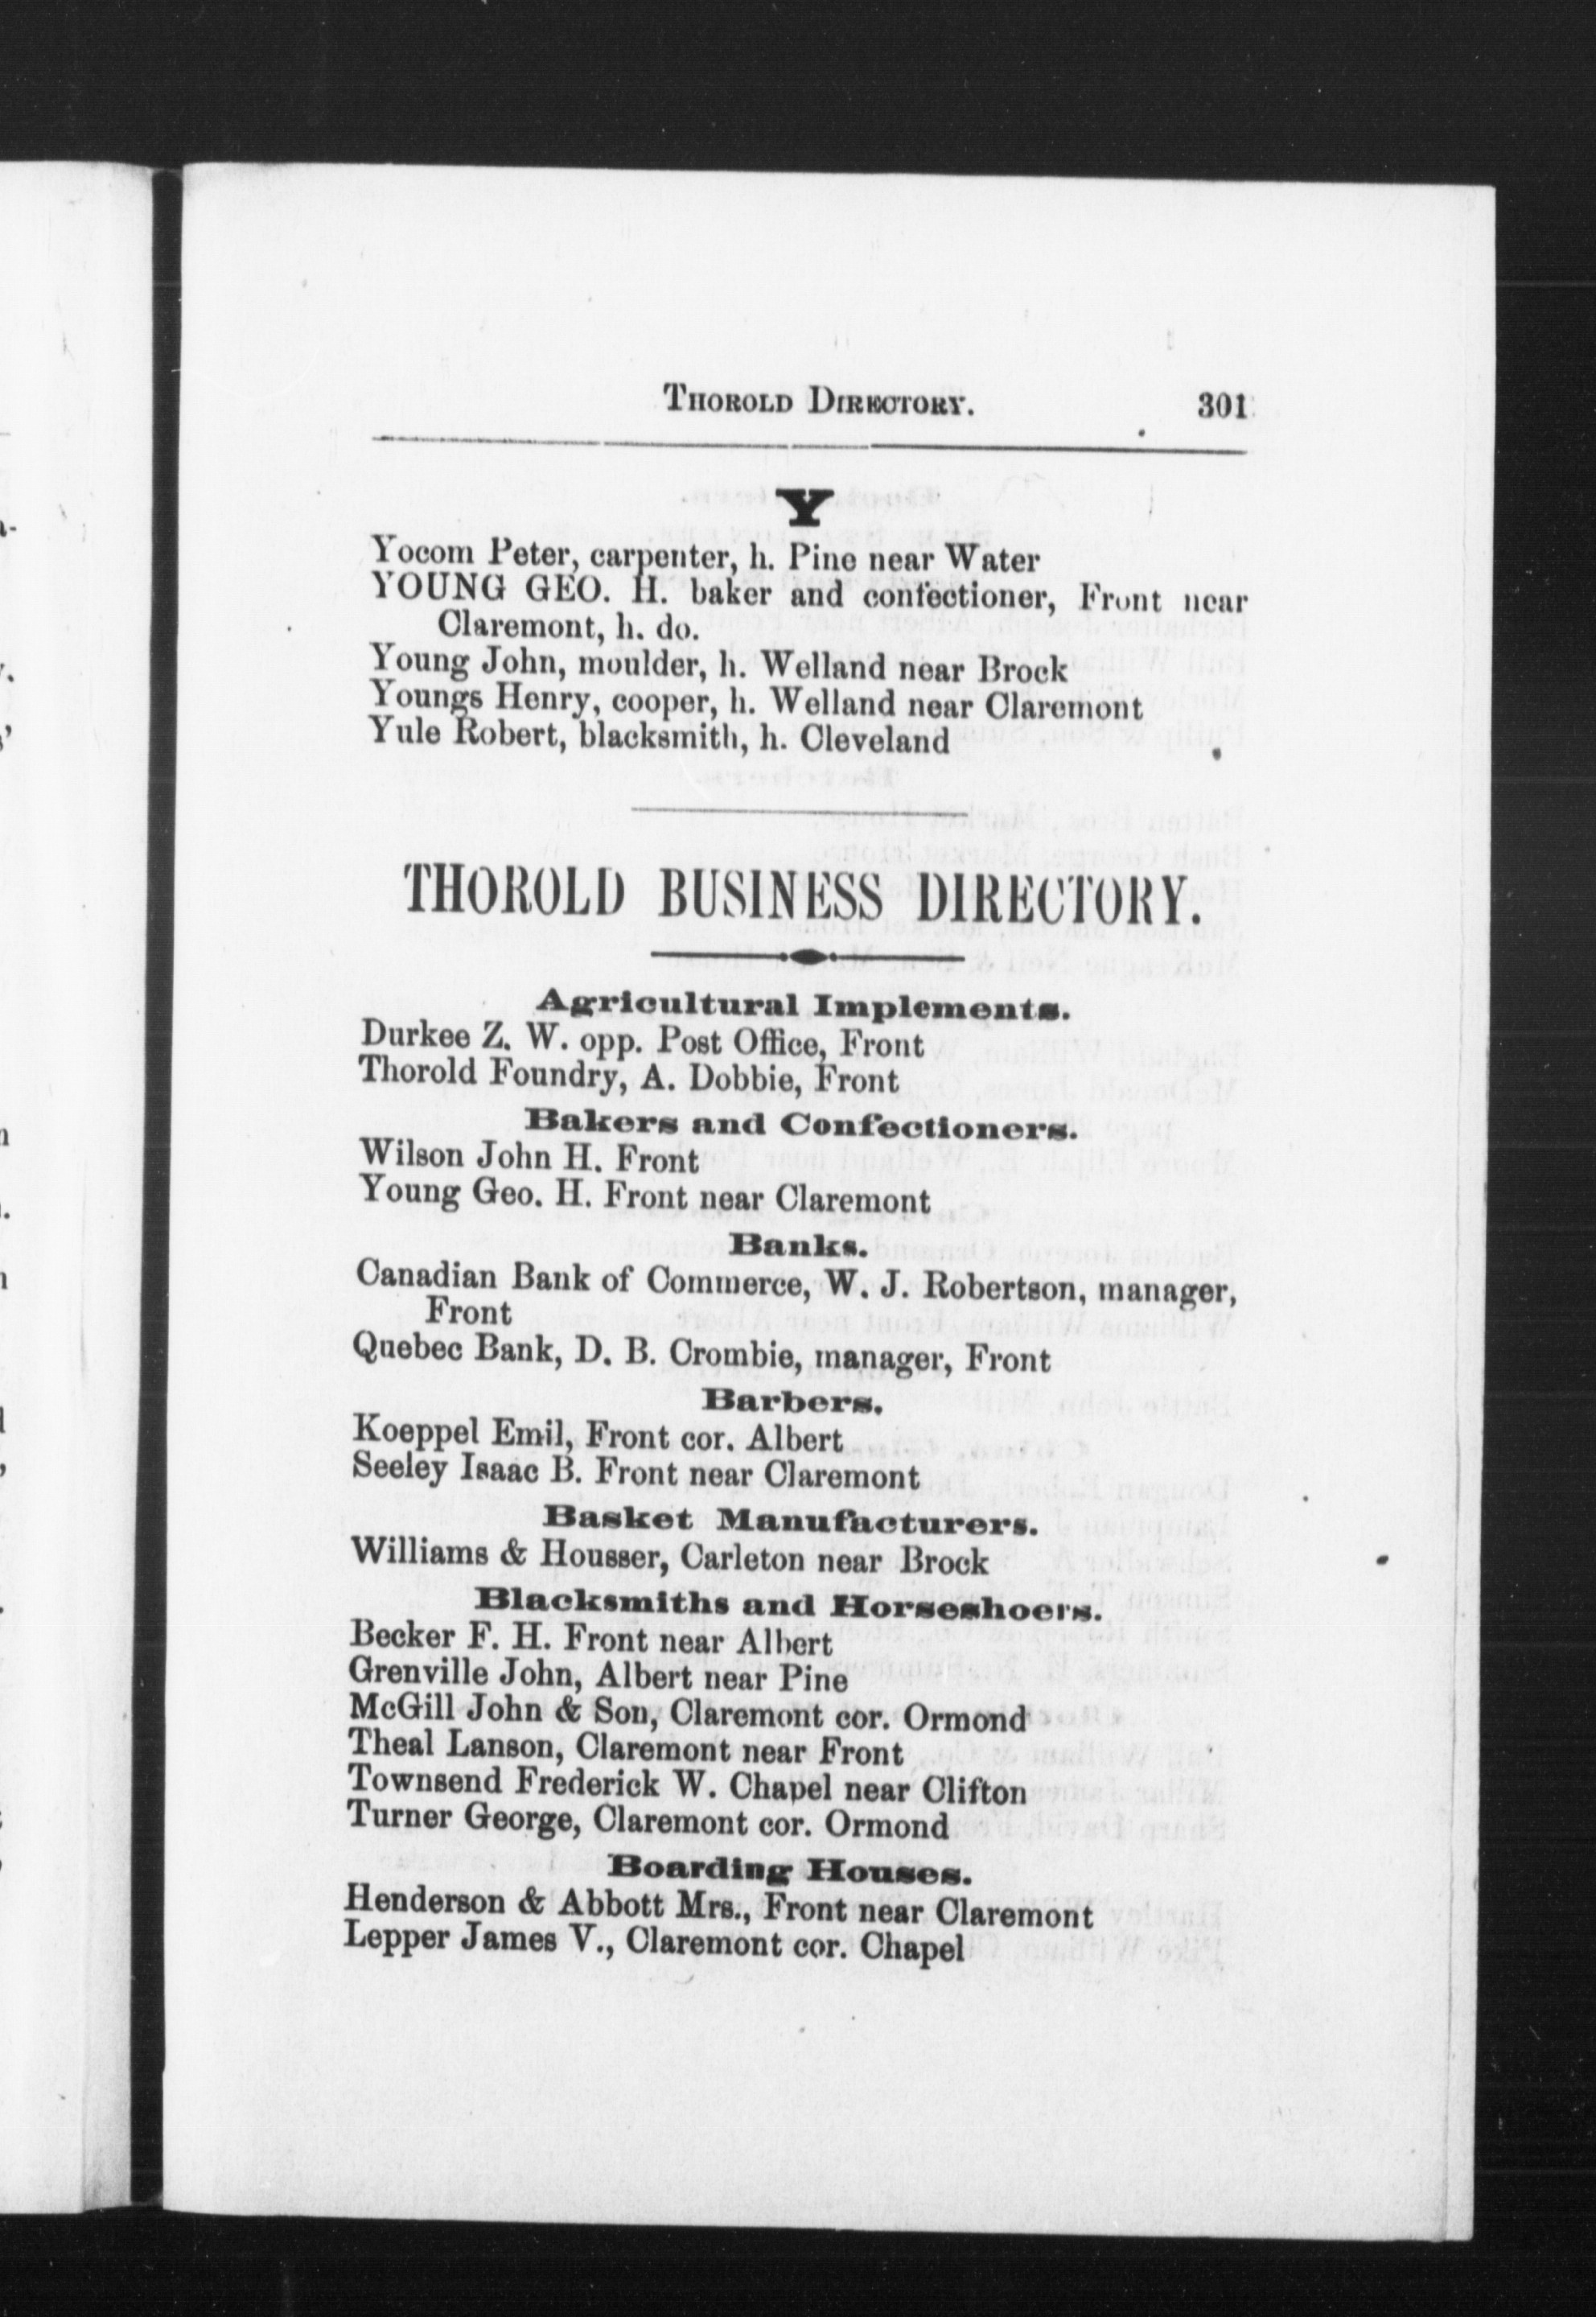 THOROLD DIRECTORY. 301
Y
Yocom Peter, carpenter, h. Pine near Water
YOUNG GEO. H. baker and confectioner, Front near
Claremont, h. do.
Young John, moulder, h. Welland near Brock
Youngs Henry, cooper, h. Welland near Claremont
Yule Robert, blacksmith, h. Cleveland
THOROLD BUSINESS DIRECTORY.
Agricultural Implements.
Durkee Z. W. opp. Post Office, Front
Thorold Foundry, A. Dobbie, Front
Bakers and Confectioners.
Wilson John H. Front
Young Geo. H. Front near Claremont
Banks.
Canadian Bank of Commerce, W. J. Robertson, manager,
Front
Quebec Bank, D. B. Crombie, manager, Front
Barbers.
Koeppel Emil, Front cor. Albert
Seeley Isaac B. Front near Claremont
Basket Manufacturers.
Williams & Housser, Carleton near Brock
Blacksmiths and Horseshoers.
Becker F. H. Front near Albert
Grenville John, Albert near Pine
McGill John & Son, Claremont cor. Ormond
Theal Lanson, Claremont near Front
Townsend Frederick W. Chapel near Clifton
Turner George, Claremont cor. Ormond
Boarding Houses.
Henderson & Abbott Mrs., Front near Claremont
Lepper James V., Claremont cor. Chapel